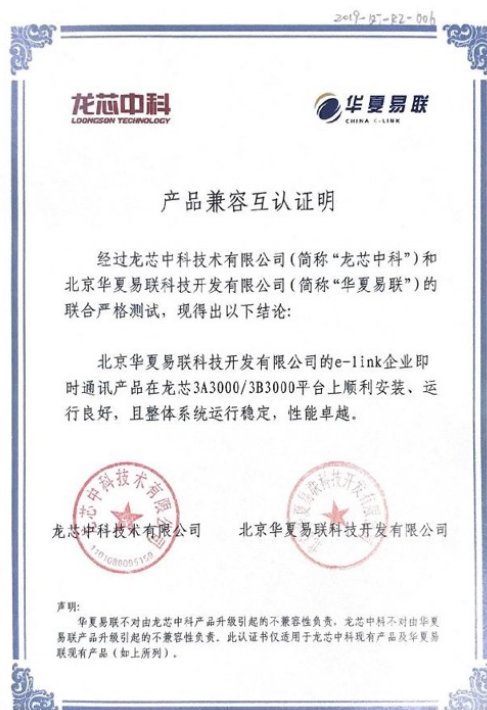 龙芯中科
LOONGSON TECHNOLOGY
华夏易联
CHINA E-LINK
产品兼容互认证明
经过龙芯中科技术有限公司(简称“龙芯中科”)和
北京华夏易联科技开发有限公司(简称“华夏易联”)的
联合严格测试，现得出以下结论:
北京华夏易联科技开发有限公司的e-link企业即
时通讯产品在龙芯3A3000/3B3000平台上顺利安装、运
行良好，且整体系统运行稳定，性能卓越。
龙芯中科技术有限公司
1101080005159
龙芯中科技术有限公司
北京华夏易联科技开发有限公司
声明:
华夏易联不对由龙芯中科产品升级引起的不兼容性负责，龙芯中科不对由华夏
易联产品升级引起的不兼容性负责。此认证书仅适用于龙芯中科现有产品及华夏易
联现有产品（如上所列）。